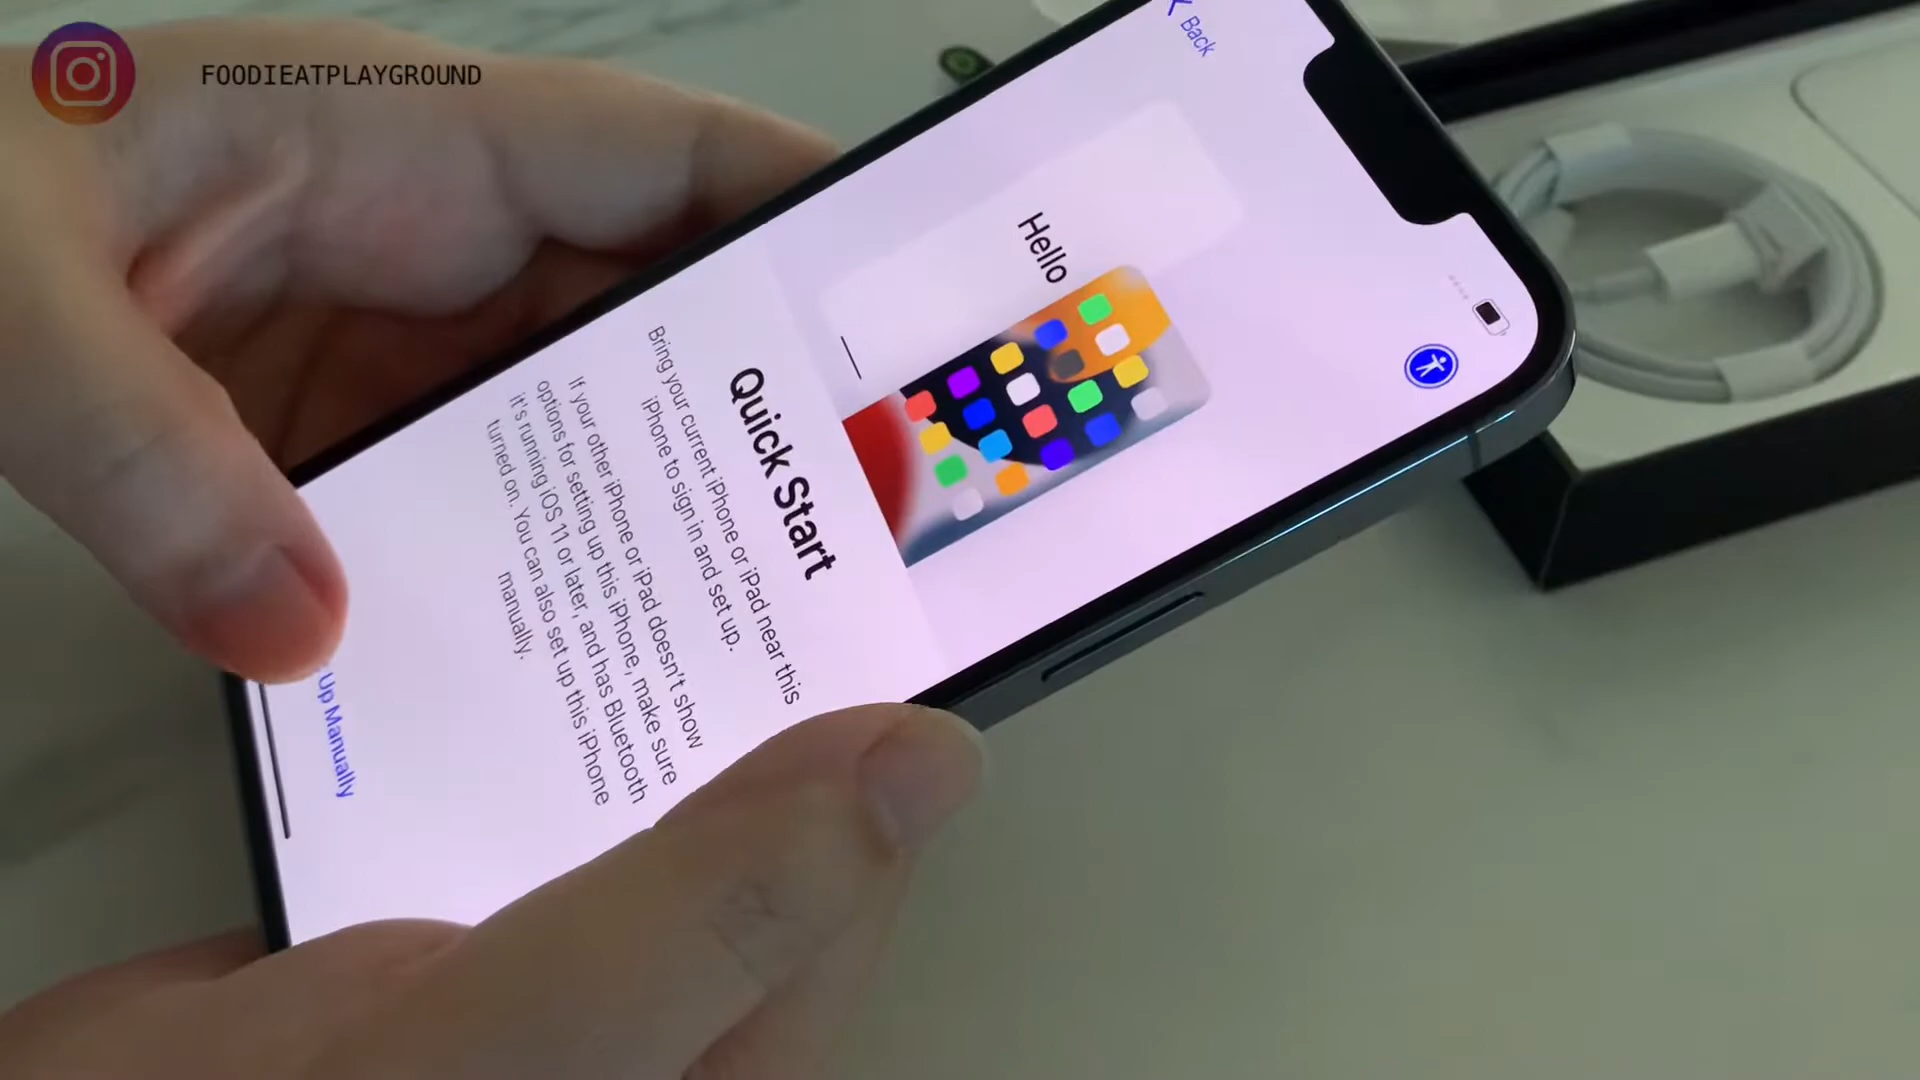 FOODIEATPLAYGROUND
Back
Hello
Quick Start
Bring your current iPhone or iPad near this
iPhone to sign in and set up.
If your other iPhone or iPad doesn't show
options for setting up this iPhone, make sure
it's running iOS 11 or later, and has Bluetooth
turned on. You can also set up this iPhone
manually.
Up Manually